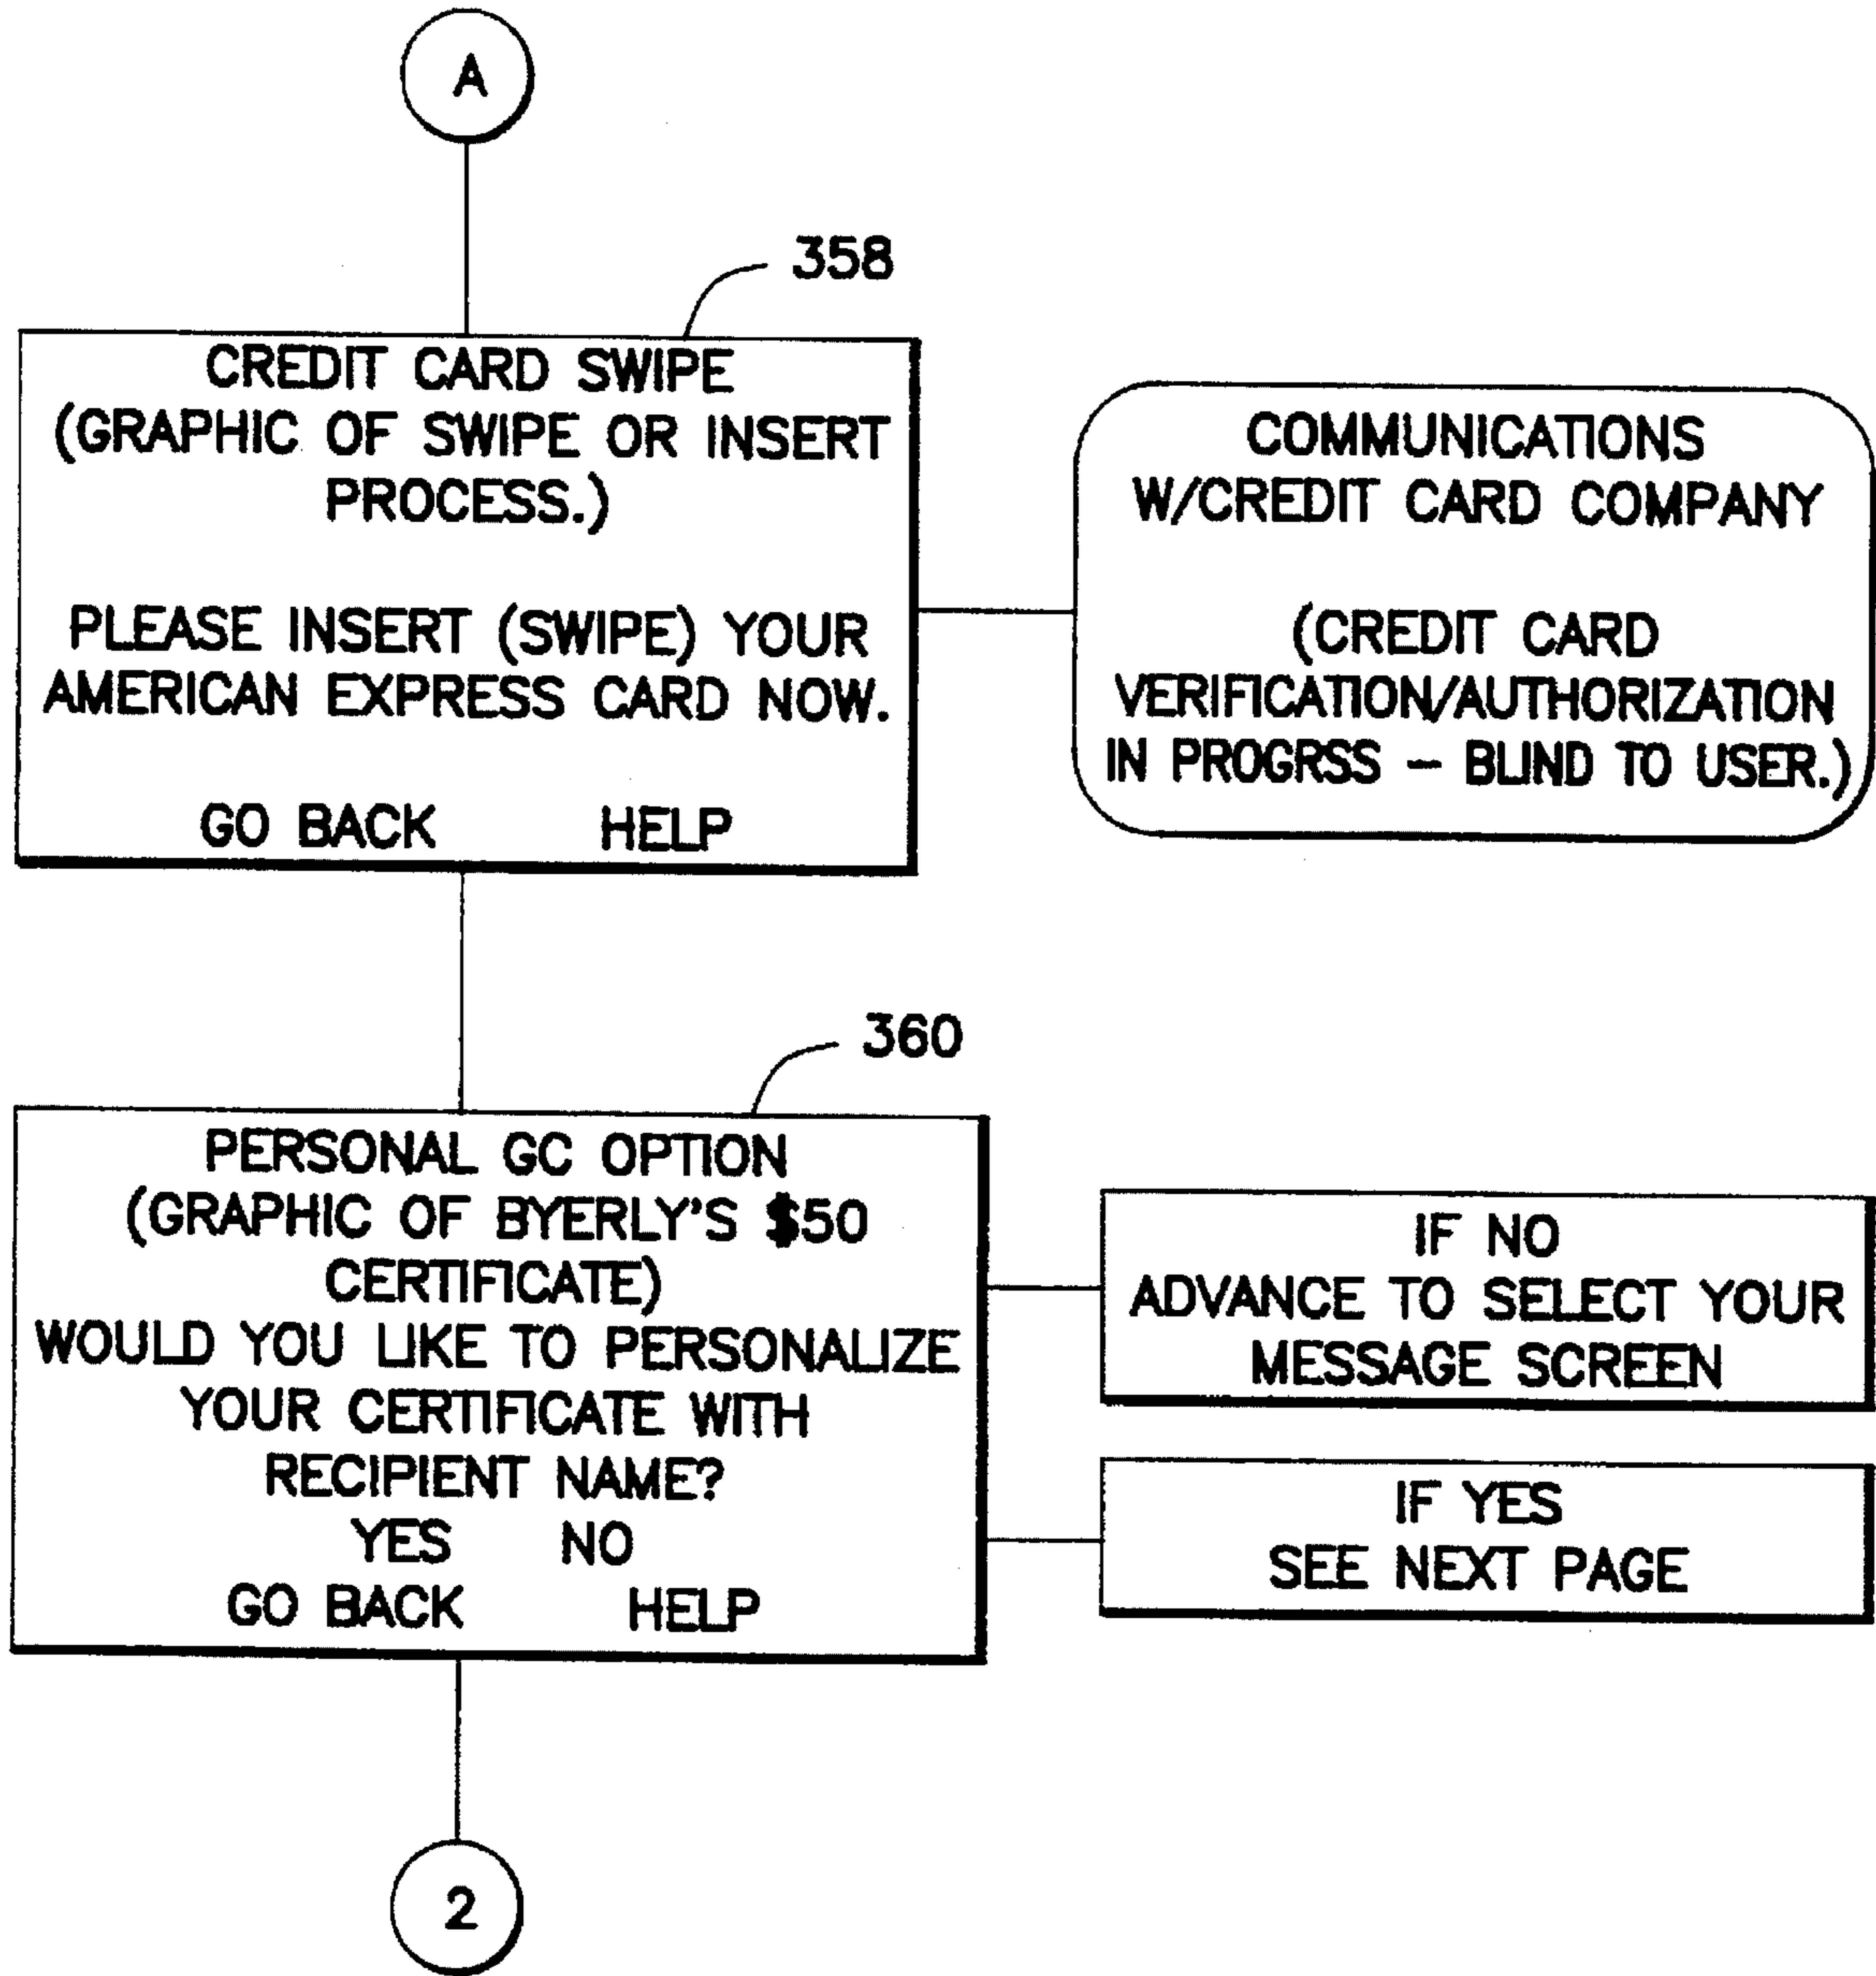 A
358
CREDIT CARD SWIPE
(GRAPHIC OF SWIPE OR INSERT
PROCESS.)
PLEASE INSERT (SWIPE) YOUR
AMERICAN EXPRESS CARD NOW.
GO BACK HELP
COMMUNICATIONS
W/CREDIT CARD COMPANY
(CREDIT CARD
VERIFICATION/AUTHORIZATION
IN PROGRSS – BLIND TO USER.)
360
PERSONAL GC OPTION
(GRAPHIC OF BYERLY'S $50
CERTIFICATE)
WOULD YOU LIKE TO PERSONALIZE
YOUR CERTIFICATE WITH
RECIPIENT NAME?
YES NO
GO BACK HELP
IF NO
ADVANCE TO SELECT YOUR
MESSAGE SCREEN
IF YES
SEE NEXT PAGE
2